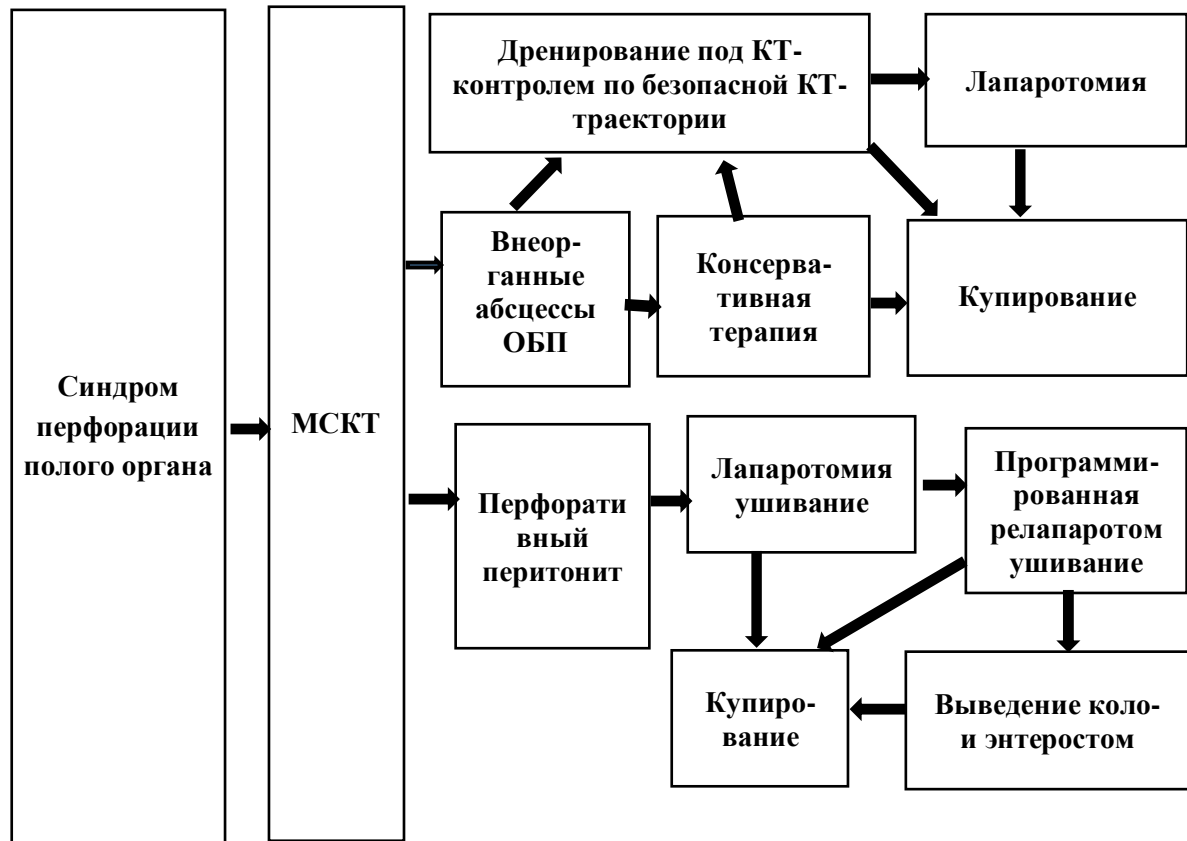 Синдром
перфорации
полого органа
МСКТ
Дренирование под КТ-
контролем по безопасной КТ-
траектории
Лапаротомия
Внеор-
ганные
абсцессы
ОБП
Консерва-
тивная
терапия
Купирование
Перфорати
вный
перитонит
Лапаротомия
ушивание
Программи-
рованная
релапаротом
ушивание
Купиро-
вание
Выведение коло-
и энтеростом